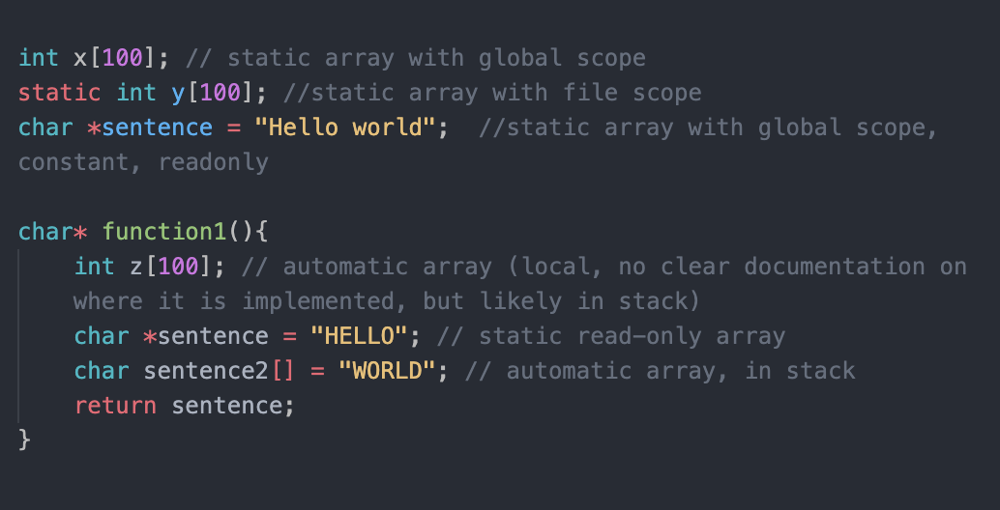 int x[100]; // static array with global scope
static int y[100]; //static array with file scope
char *sentence = "Hello world";  //static array with global scope,
constant, readonly
char* function1(){
int z[100]; // automatic array (local, no clear documentation on
where it is implemented, but likely in stack)
char *sentence = "HELLO"; // static read-only array
char sentence2[] = "WORLD"; // automatic array, in stack
return sentence;
}